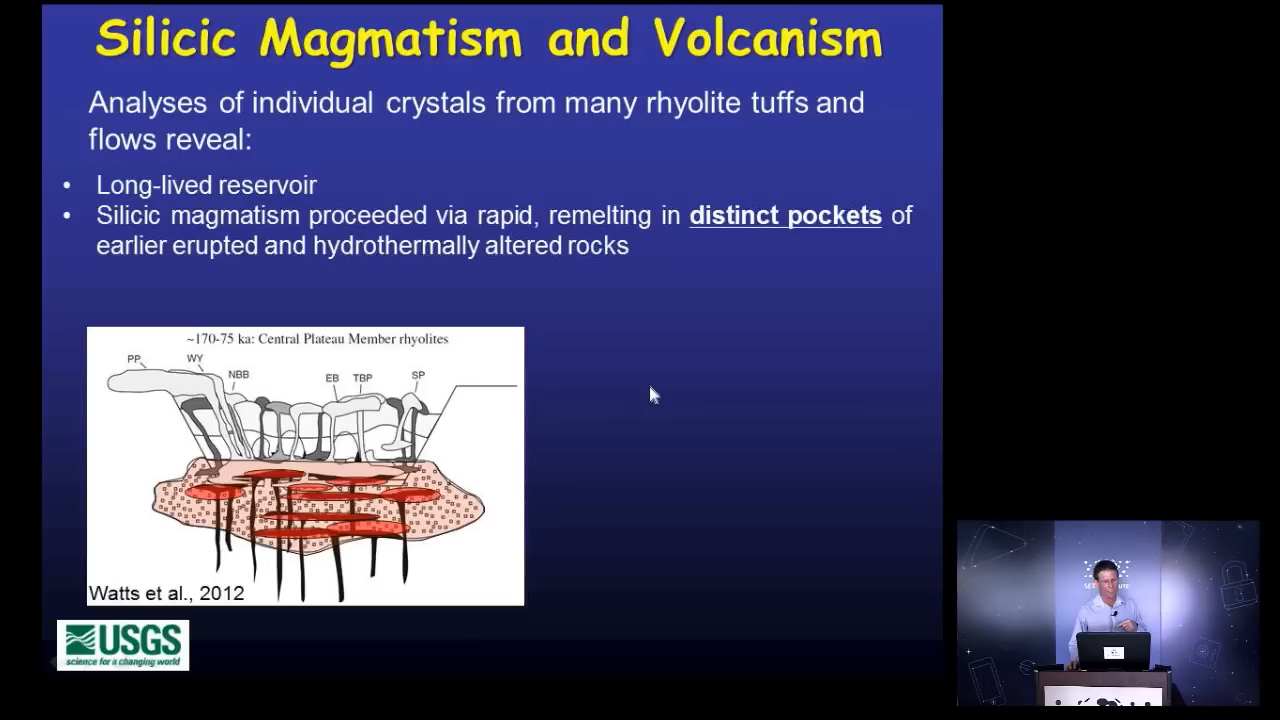 Silicic Magmatism and Volcanism
Analyses of individual crystals from many rhyolite tuffs and
flows reveal:
• Long-lived reservoir
• Silicic magmatism proceeded via rapid, remelting in distinct pockets of
earlier erupted and hydrothermally altered rocks
~170-75 ka: Central Plateau Member rhyolites
PP
WY
NBB
EB
TBP
SP
Watts et al., 2012
USGS
science for a changing world